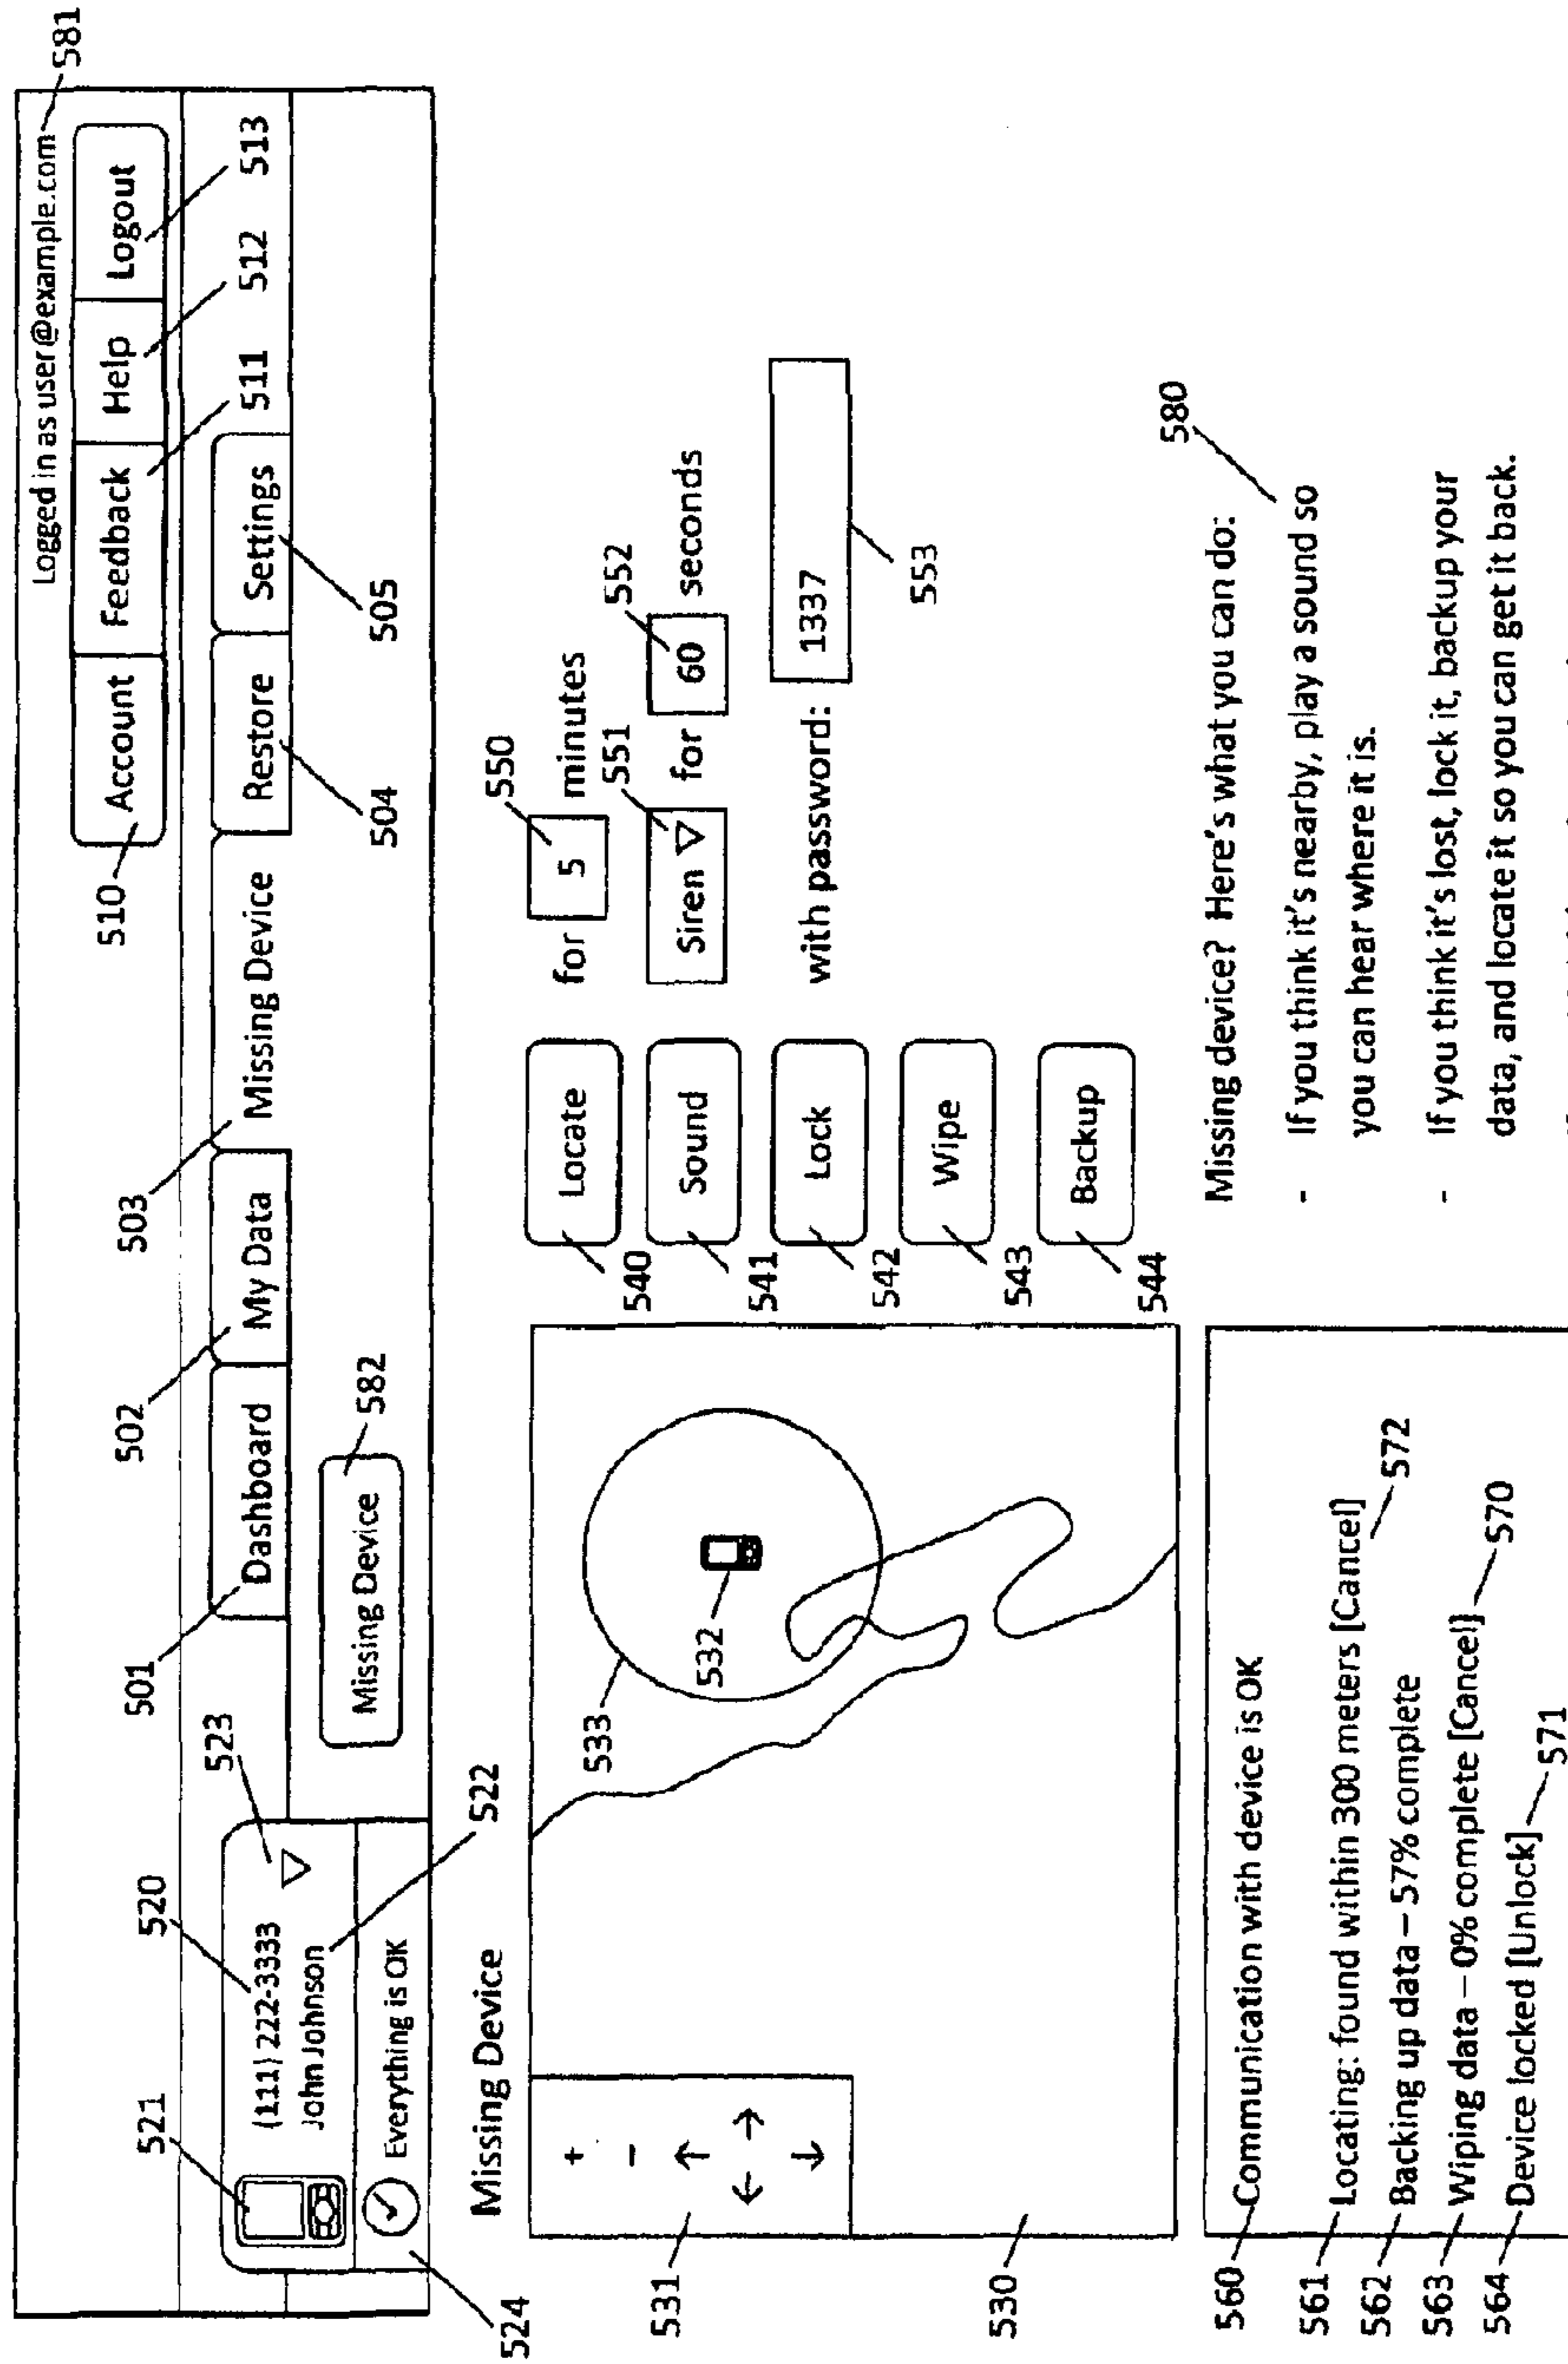 Logged in as user@example.com 581
Account Feedback Help Logout
510 511 512 513
501 502 503
Dashboard My Data Missing Device Restore Settings
504 505
521 520 523
(111) 222-3333
John Johnson
522
Everything is OK
524
Missing Device 582
Missing Device
531
+
−
↑
← →
↓
530
533
532
540 Locate for 5 minutes 550
541 Sound Siren ▽ for 60 seconds 551 552
542 Lock with password: 1337 553
543 Wipe
544 Backup
560 Communication with device is OK
561 Locating: found within 300 meters [Cancel] 572
562 Backing up data – 57% complete
563 Wiping data – 0% complete [Cancel] 570
564 Device locked [Unlock] 571
Missing device? Here's what you can do: 580
- If you think it's nearby, play a sound so
you can hear where it is.
- If you think it's lost, lock it, backup your
data, and locate it so you can get it back.